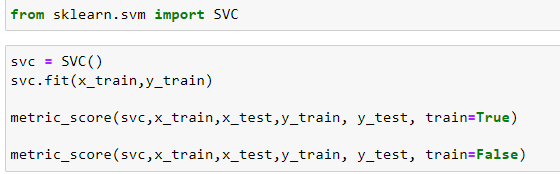 from sklearn.svm import SVC
svc = SVC()
svc.fit(x_train,y_train)
metric_score(svc,x_train,x_test,y_train, y_test, train=True)
metric_score(svc,x_train,x_test,y_train, y_test, train=False)